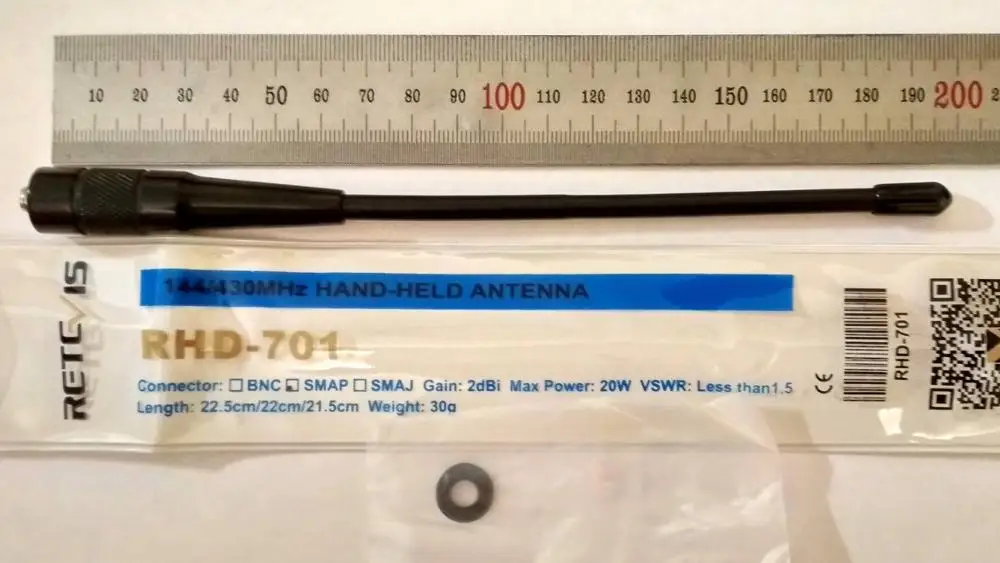 10 20 30 40 50 60 70 80 90 100 110 120 130 140 150 160 170 180 190 200
RETEVIS
144/430MHz HAND-HELD ANTENNA
RHD-701
Connector: BNC SMAP SMAJ Gain: 2dBi Max Power: 20W VSWR: Less than1.5
Length: 22.5cm/22cm/21.5cm Weight: 30g
CE
RHD-701